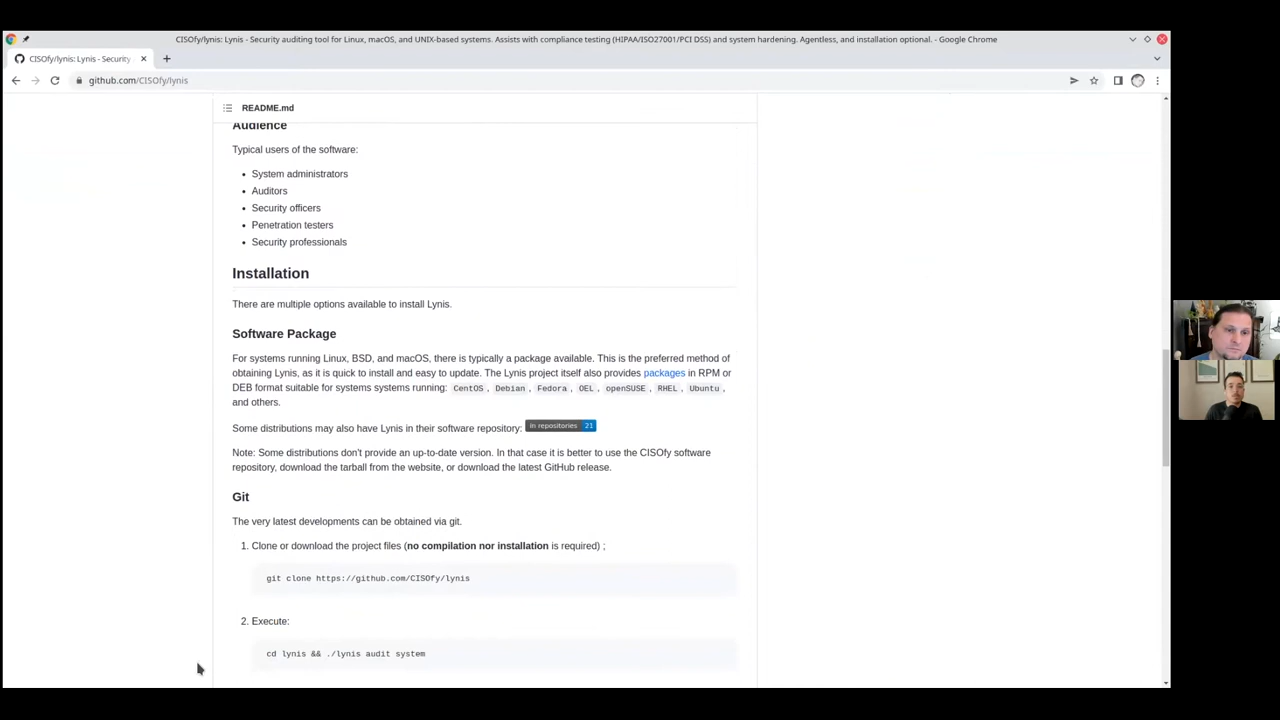 CISOfy/lynis: Lynis - Security auditing tool for Linux, macOS, and UNIX-based systems. Assists with compliance testing (HIPAA/ISO27001/PCI DSS) and system hardening. Agentless, and installation optional. - Google Chrome
CISOfy/lynis: Lynis - Security
github.com/CISOfy/lynis
README.md
Audience
Typical users of the software:
System administrators
Auditors
Security officers
Penetration testers
Security professionals
Installation
There are multiple options available to install Lynis.
Software Package
For systems running Linux, BSD, and macOS, there is typically a package available. This is the preferred method of
obtaining Lynis, as it is quick to install and easy to update. The Lynis project itself also provides packages in RPM or
DEB format suitable for systems systems running: CentOS, Debian, Fedora, OEL, openSUSE, RHEL, Ubuntu,
and others.
Some distributions may also have Lynis in their software repository: in repositories 21
Note: Some distributions don't provide an up-to-date version. In that case it is better to use the CISOfy software
repository, download the tarball from the website, or download the latest GitHub release.
Git
The very latest developments can be obtained via git.
1. Clone or download the project files (no compilation nor installation is required) ;
git clone https://github.com/CISOfy/lynis
2. Execute:
cd lynis && ./lynis audit system